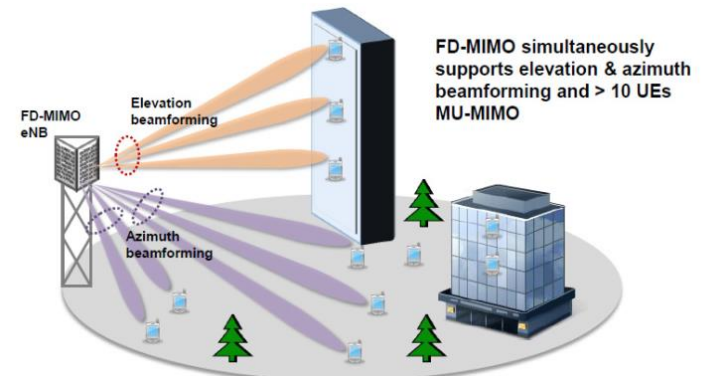 FD-MIMO simultaneously
supports elevation & azimuth
beamforming and > 10 UEs
MU-MIMO
Elevation
beamforming
FD-MIMO
eNB
Azimuth
beamforming